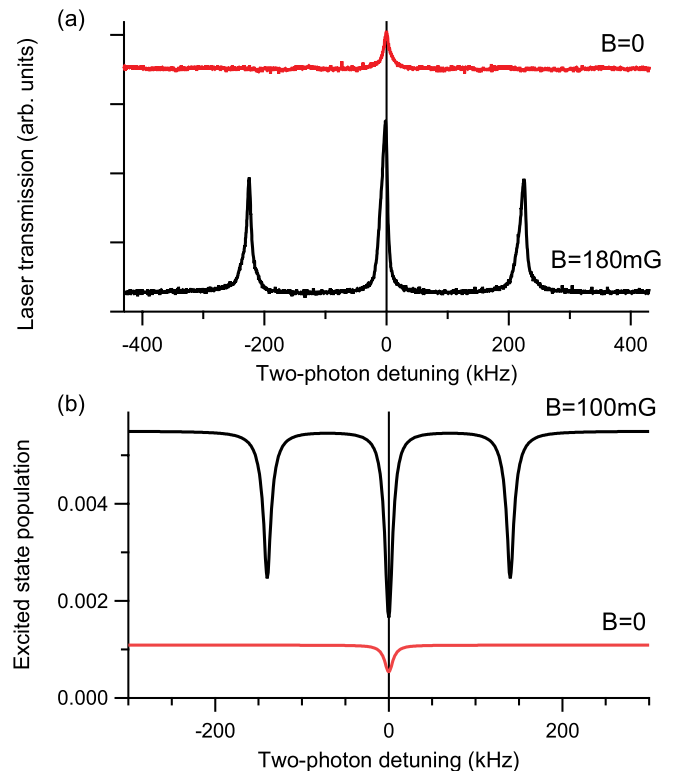 (a)
B=0
Laser transmission (arb. units)
B=180mG
-400 -200 0 200 400
Two-photon detuning (kHz)
(b)
B=100mG
Excited state population
0.004
0.002
B=0
0.000
-200 0 200
Two-photon detuning (kHz)